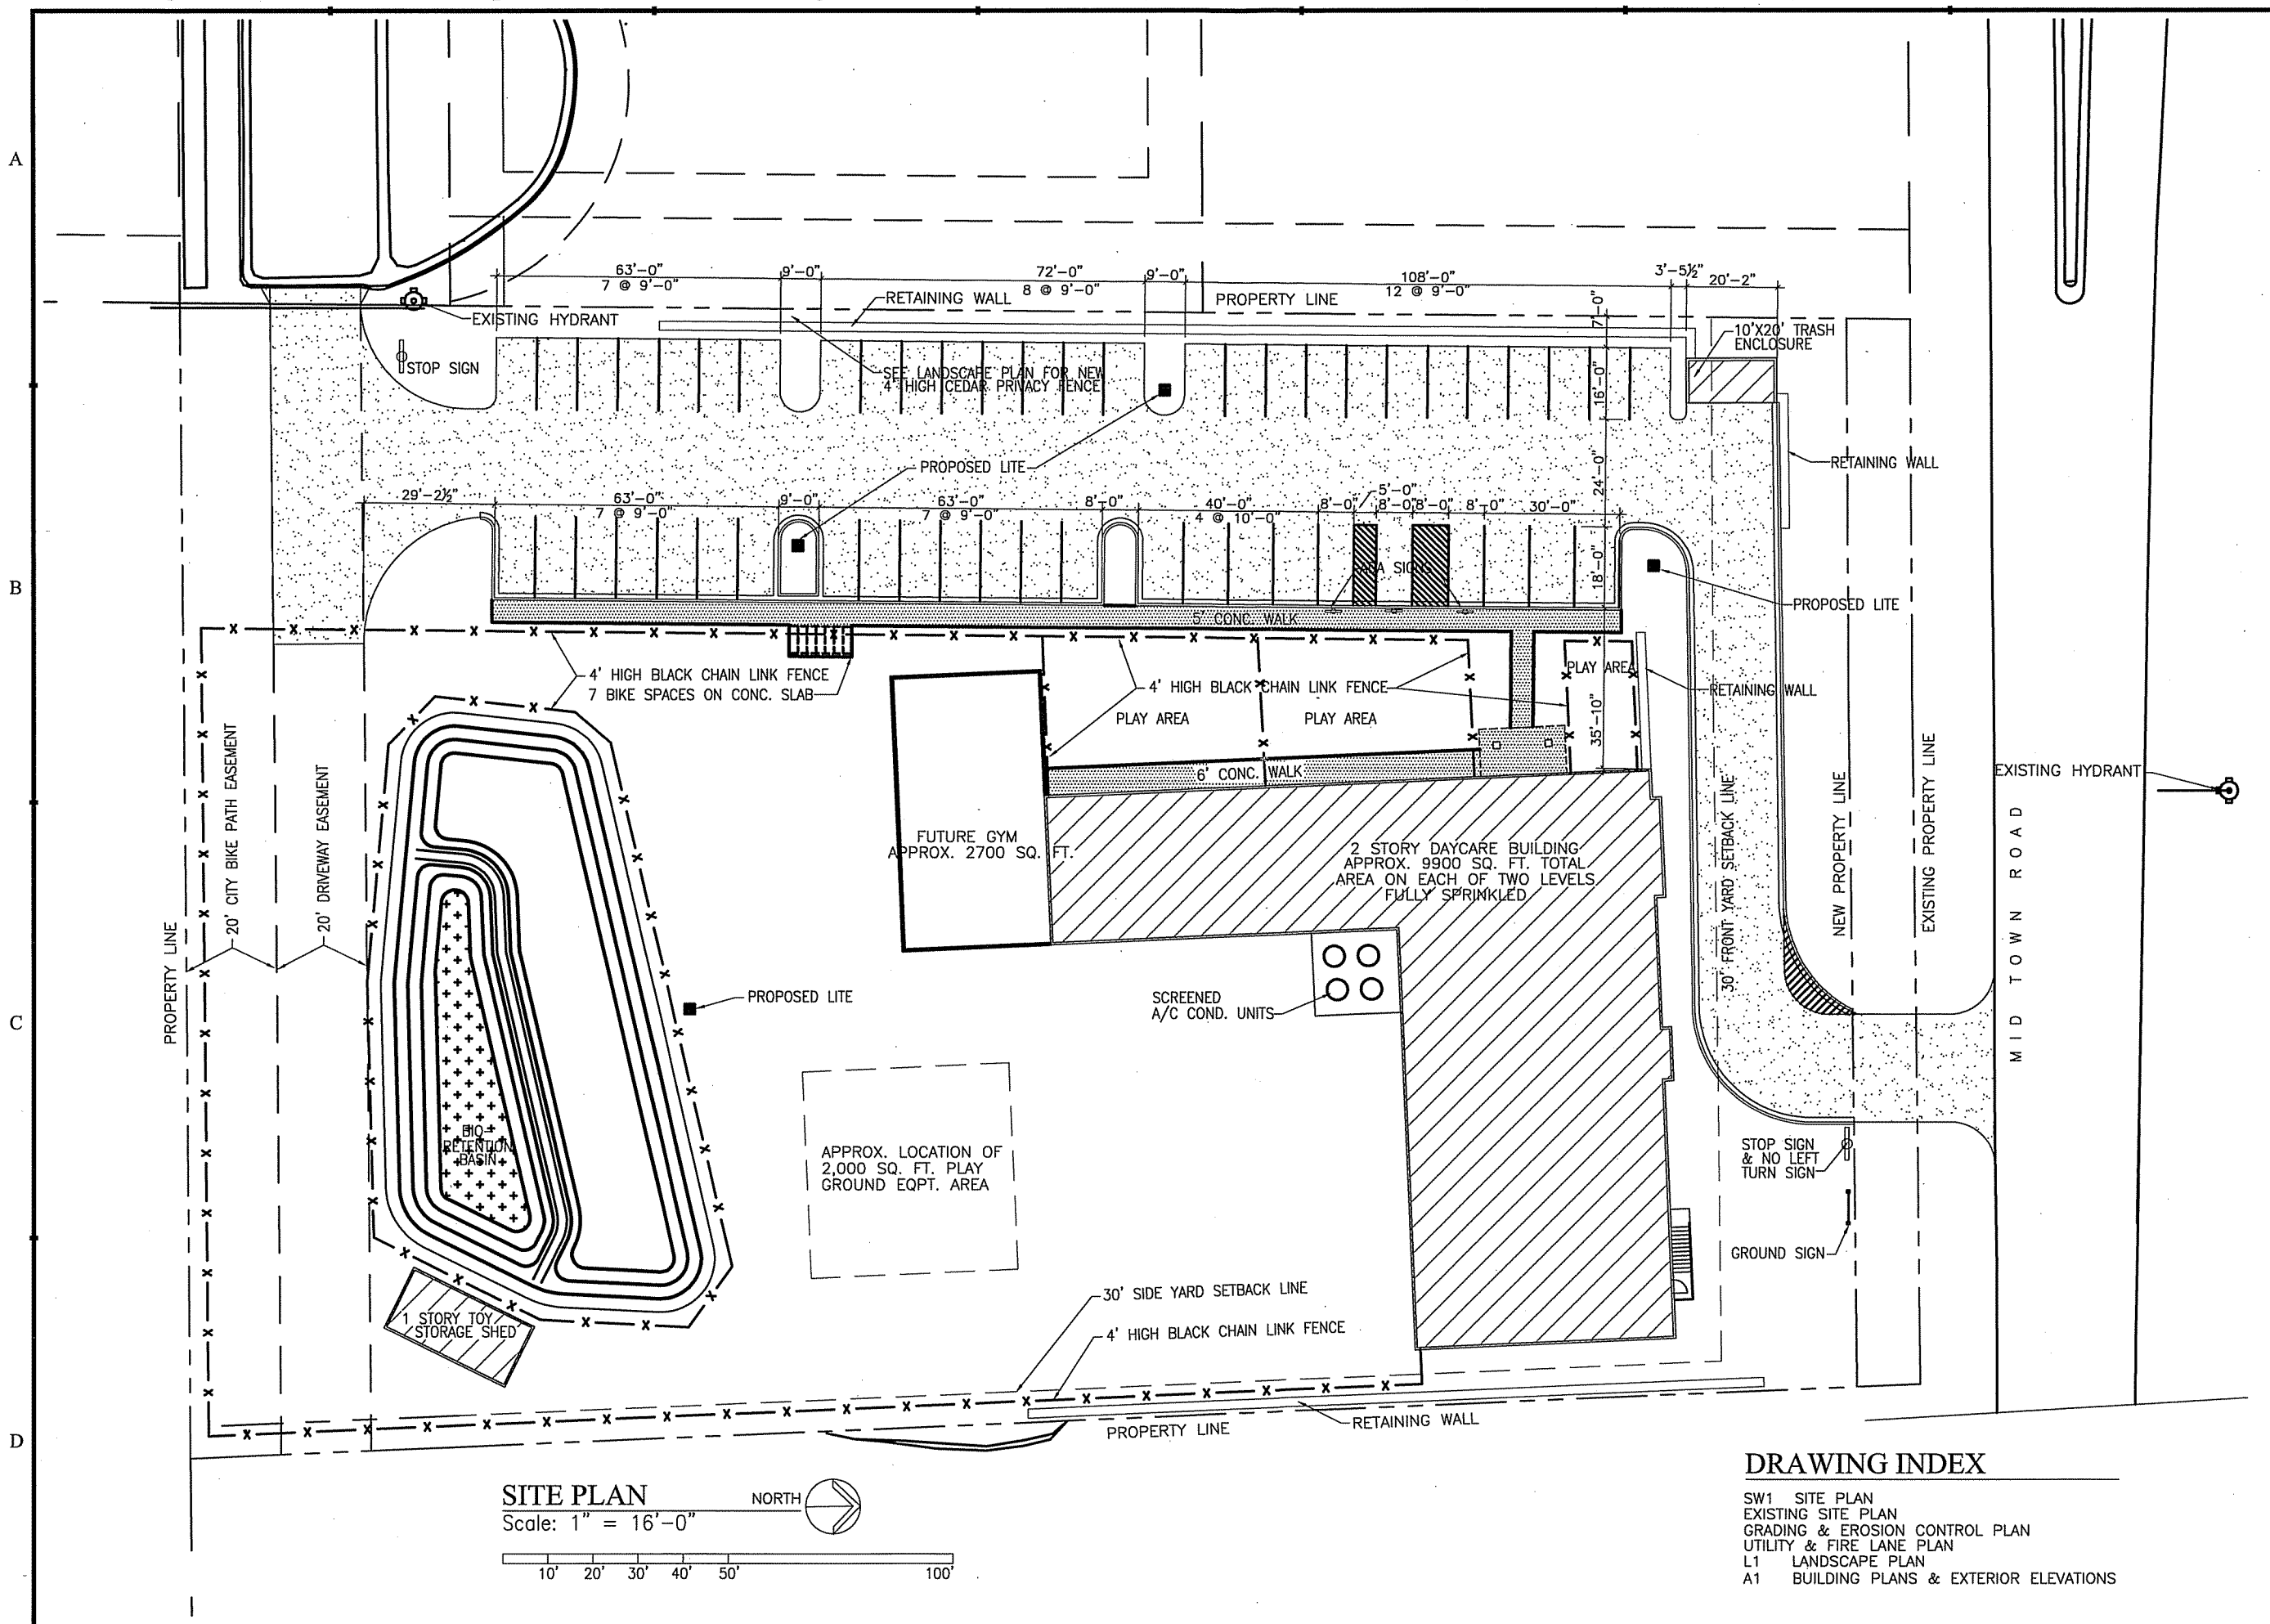 A
B
C
D
63'-0"
7 @ 9'-0"
9'-0"
72'-0"
8 @ 9'-0"
9'-0"
108'-0"
12 @ 9'-0"
3'-5½"
20'-2"
7'-0"
RETAINING WALL
PROPERTY LINE
EXISTING HYDRANT
10'X20' TRASH
ENCLOSURE
STOP SIGN
SEE LANDSCAPE PLAN FOR NEW
4' HIGH CEDAR PRIVACY FENCE
16'-0"
PROPOSED LITE
24'-0"
RETAINING WALL
29'-2½"
63'-0"
7 @ 9'-0"
9'-0"
63'-0"
7 @ 9'-0"
8'-0"
40'-0"
4 @ 10'-0"
8'-0"
5'-0"
8'-0"
8'-0"
8'-0"
30'-0"
18'-0"
ADA SIGNS
PROPOSED LITE
5' CONC. WALK
4' HIGH BLACK CHAIN LINK FENCE
7 BIKE SPACES ON CONC. SLAB
4' HIGH BLACK CHAIN LINK FENCE
PLAY AREA
PLAY AREA
PLAY AREA
RETAINING WALL
35'-10"
6' CONC. WALK
20' CITY BIKE PATH EASEMENT
20' DRIVEWAY EASEMENT
PROPERTY LINE
FUTURE GYM
APPROX. 2700 SQ. FT.
2 STORY DAYCARE BUILDING
APPROX. 9900 SQ. FT. TOTAL
AREA ON EACH OF TWO LEVELS
FULLY SPRINKLED
30' FRONT YARD SETBACK LINE
NEW PROPERTY LINE
EXISTING PROPERTY LINE
MID TOWN ROAD
EXISTING HYDRANT
PROPOSED LITE
SCREENED
A/C COND. UNITS
BIO-
RETENTION
BASIN
APPROX. LOCATION OF
2,000 SQ. FT. PLAY
GROUND EQPT. AREA
STOP SIGN
& NO LEFT
TURN SIGN
GROUND SIGN
1 STORY TOY
STORAGE SHED
30' SIDE YARD SETBACK LINE
4' HIGH BLACK CHAIN LINK FENCE
PROPERTY LINE
RETAINING WALL
SITE PLAN
NORTH
Scale: 1" = 16'-0"
10' 20' 30' 40' 50' 100'
DRAWING INDEX
SW1 SITE PLAN
EXISTING SITE PLAN
GRADING & EROSION CONTROL PLAN
UTILITY & FIRE LANE PLAN
L1 LANDSCAPE PLAN
A1 BUILDING PLANS & EXTERIOR ELEVATIONS